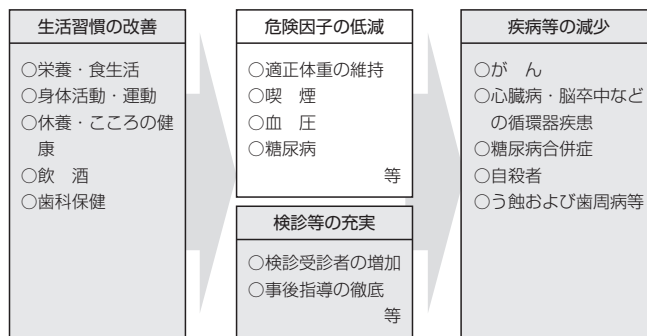 生活習慣の改善
○栄養・食生活
○身体活動・運動
○休養・こころの健
康
○飲　酒
○歯科保健
危険因子の低減
○適正体重の維持
○喫　煙
○血　圧
○糖尿病
等
検診等の充実
○検診受診者の増加
○事後指導の徹底
等
疾病等の減少
○が　ん
○心臓病・脳卒中など
の循環器疾患
○糖尿病合併症
○自殺者
○う蝕および歯周病等